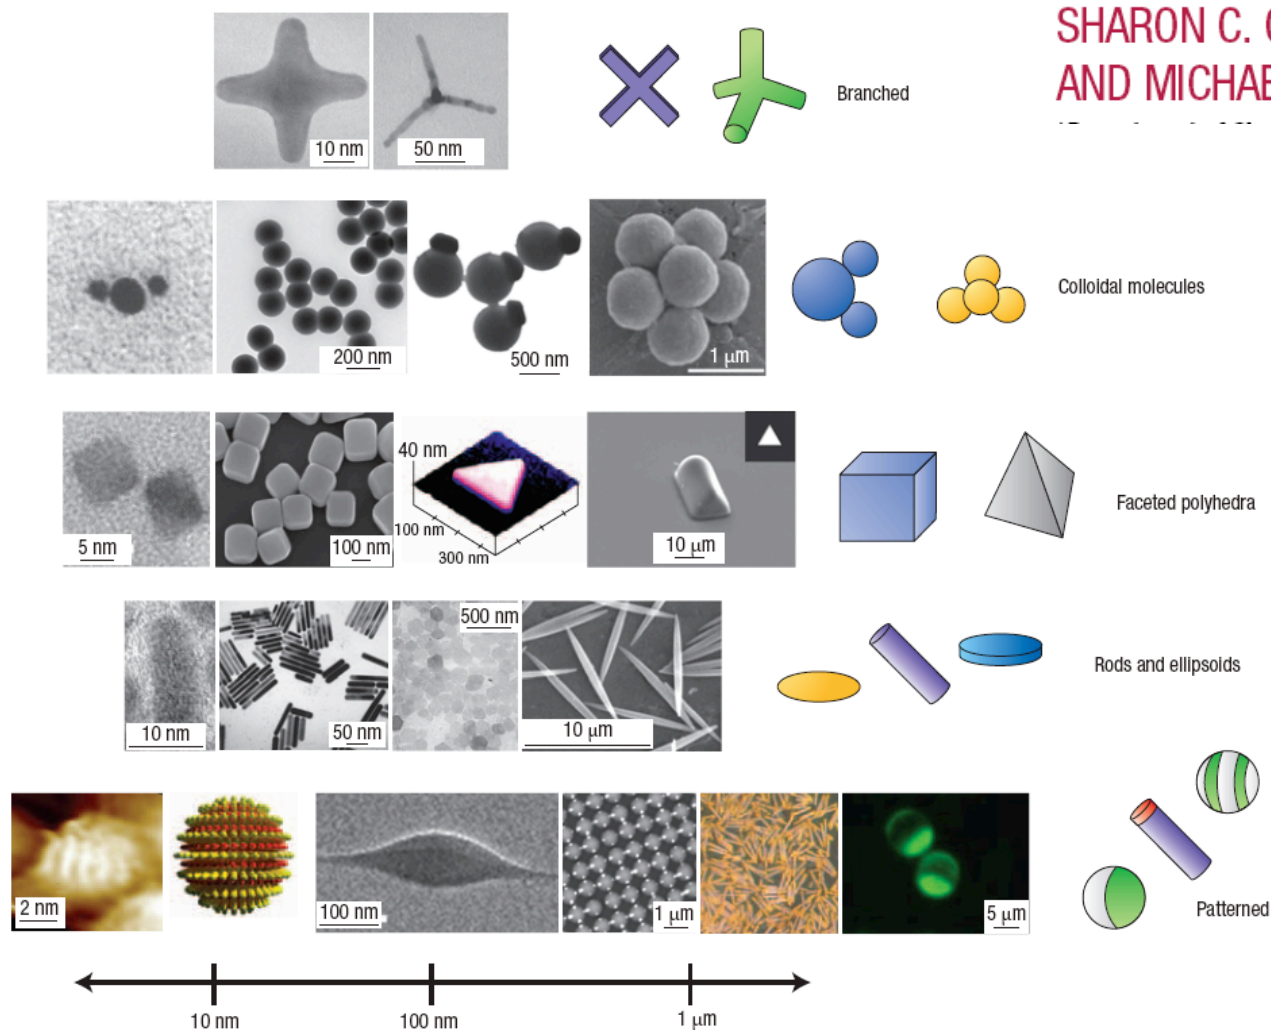 SHARON C. G
AND MICHAE
10 nm
50 nm
Branched
200 nm
500 nm
1 µm
Colloidal molecules
5 nm
100 nm
40 nm
100 nm
300 nm
10 µm
Faceted polyhedra
10 nm
50 nm
500 nm
10 µm
Rods and ellipsoids
2 nm
100 nm
1 µm
5 µm
Patterned
10 nm
100 nm
1 µm